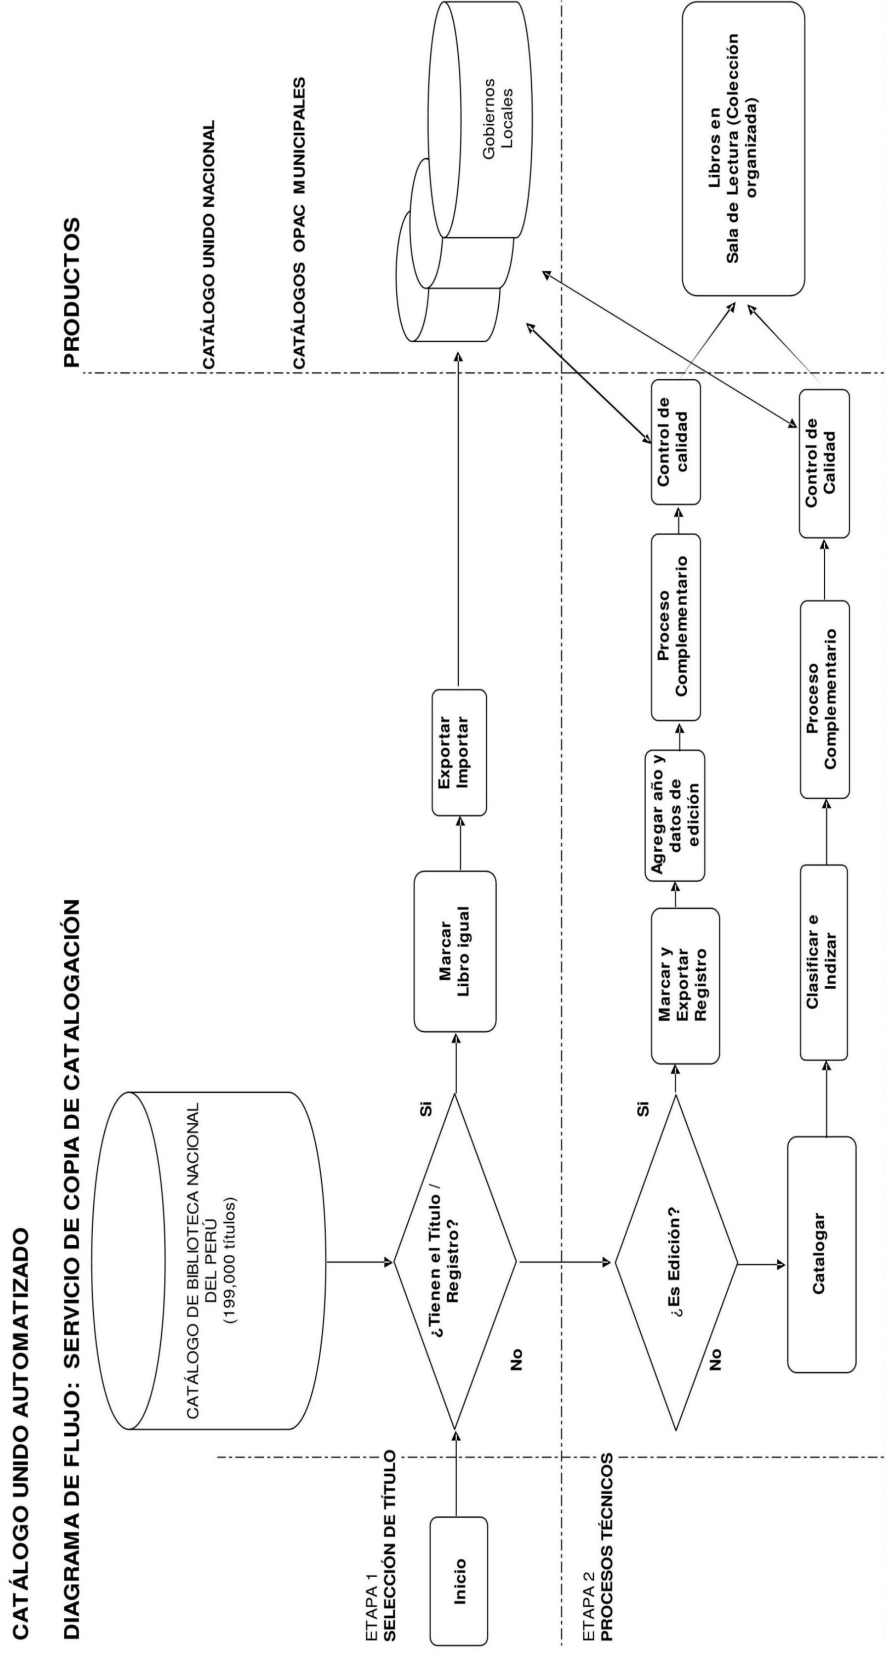 CATÁLOGO UNIDO AUTOMATIZADO
DIAGRAMA DE FLUJO: SERVICIO DE COPIA DE CATALOGACIÓN
PRODUCTOS
CATÁLOGO UNIDO NACIONAL
CATÁLOGOS OPAC MUNICIPALES
CATÁLOGO DE BIBLIOTECA NACIONAL
DEL PERÚ
(199,000 títulos)
ETAPA 1
SELECCIÓN DE TÍTULO
Inicio
¿Tienen el Título /
Registro?
Si
No
Marcar
Libro igual
Exportar
Importar
Gobiernos
Locales
ETAPA 2
PROCESOS TÉCNICOS
¿Es Edición?
Si
No
Marcar y
Exportar
Registro
Agregar año y
datos de
edición
Proceso
Complementario
Control de
calidad
Libros en
Sala de Lectura (Colección
organizada)
Catalogar
Clasificar e
Indizar
Proceso
Complementario
Control de
Calidad